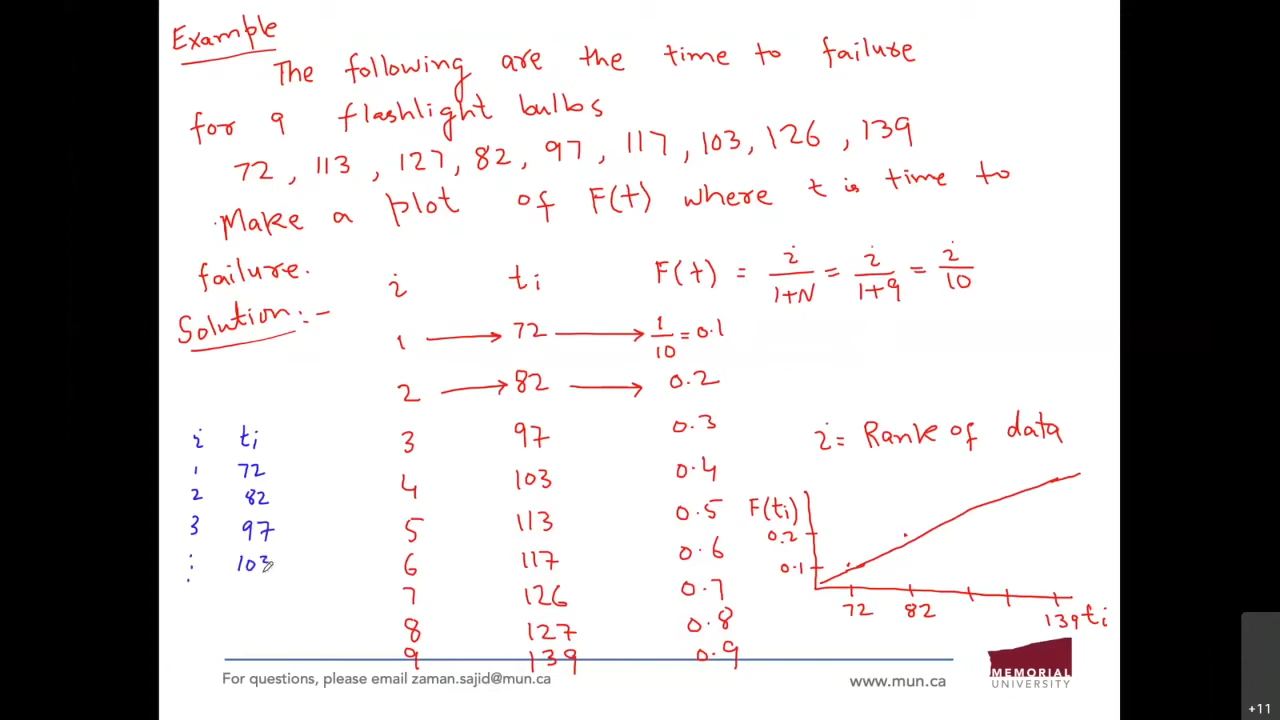 Example
The following are the time to failure
for 9 flashlight bulbs
72, 113, 127, 82, 97, 117, 103, 126, 139
Make a plot of F(t) where t is time to
failure.
Solution:-
i ti F(t) = i/1+N = i/1+9 = i/10
1 → 72 → 1/10 = 0.1
2 → 82 → 0.2
3 97 0.3
4 103 0.4
5 113 0.5
6 117 0.6
7 126 0.7
8 127 0.8
9 139 0.9
i ti
1 72
2 82
3 97
⋮ 103
i = Rank of data
F(ti)
0.2
0.1
72 82 139 ti
For questions, please email zaman.sajid@mun.ca
www.mun.ca
MEMORIAL
UNIVERSITY
+11